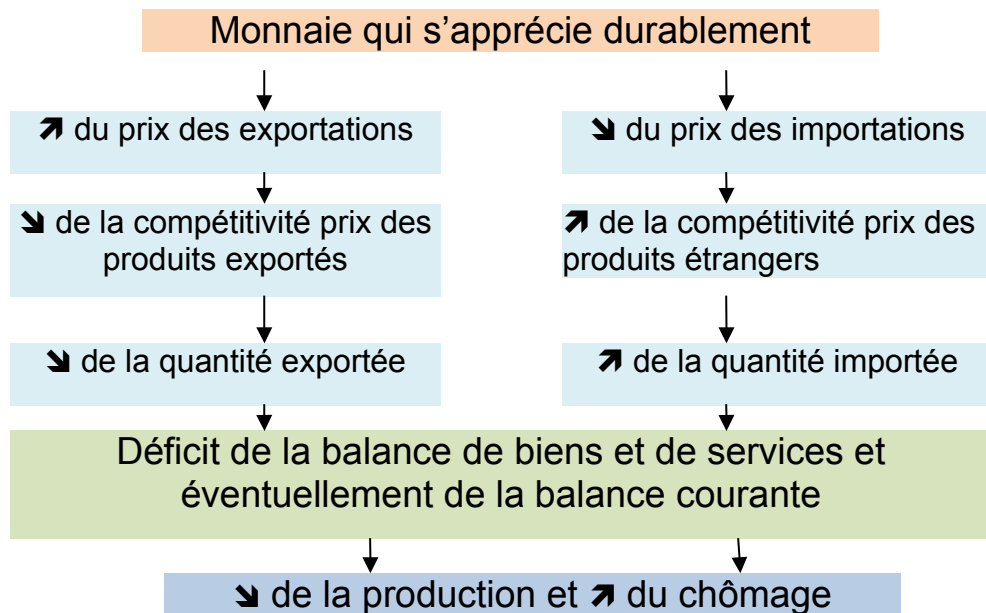 Monnaie qui s’apprécie durablement
↗ du prix des exportations
↘ du prix des importations
↘ de la compétitivité prix des
produits exportés
↗ de la compétitivité prix des
produits étrangers
↘ de la quantité exportée
↗ de la quantité importée
Déficit de la balance de biens et de services et
éventuellement de la balance courante
↘ de la production et ↗ du chômage